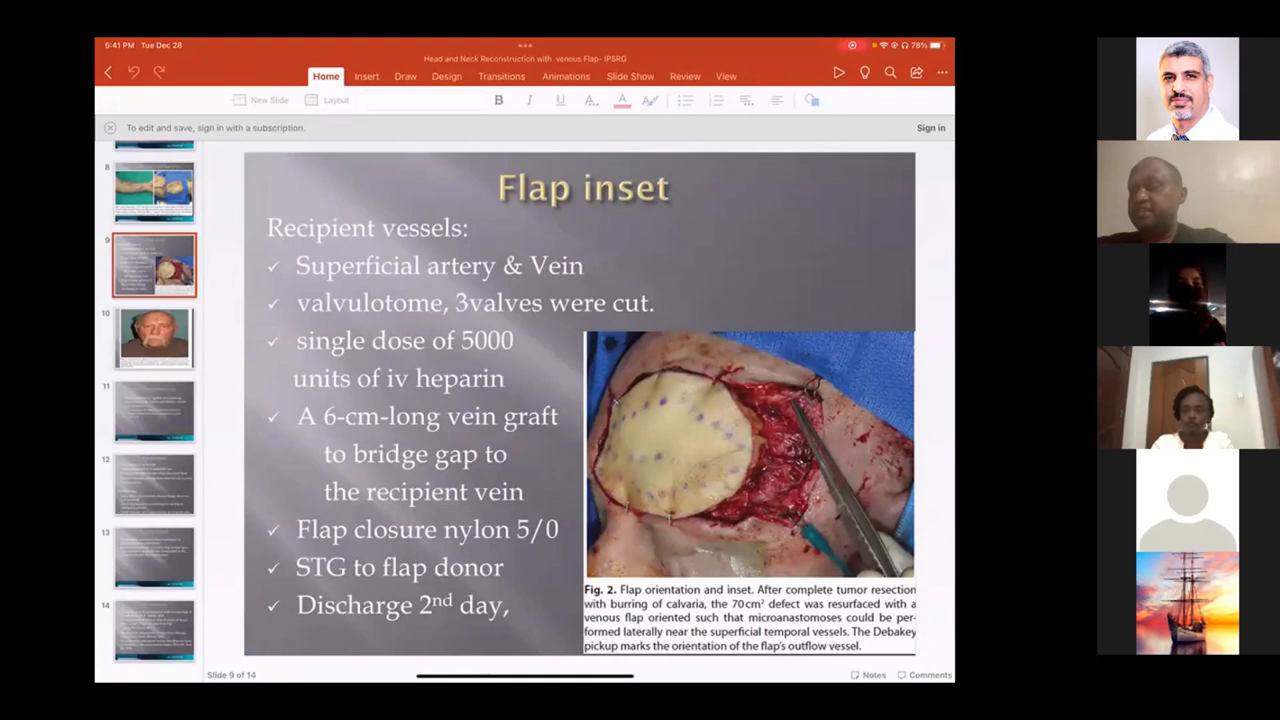 5:41 PM Tue Dec 28
78%
Head and Neck Reconstruction with venous Flap- IPSRG
Home Insert Draw Design Transitions Animations Slide Show Review View
New Slide Layout B I U A A
To edit and save, sign in with a subscription. Sign in
8
9
10
11
12
13
14
Flap inset
Recipient vessels:
✓ Superficial artery & Vein
✓ valvulotome, 3valves were cut.
✓ single dose of 5000
units of iv heparin
✓ A 6-cm-long vein graft
to bridge gap to
the recipient vein
✓ Flap closure nylon 5/0
✓ STG to flap donor
✓ Discharge 2nd day,
Fig. 2. Flap orientation and inset. After complete tumor resection
with burring of calvaria, the 70cm² defect was resurfaced with a
venous flap oriented such that microanastomoses could be per-
formed laterally near the superficial temporal vessels. The Debakey
pickup marks the orientation of the flap's outflow vessel.
Slide 9 of 14
Notes Comments